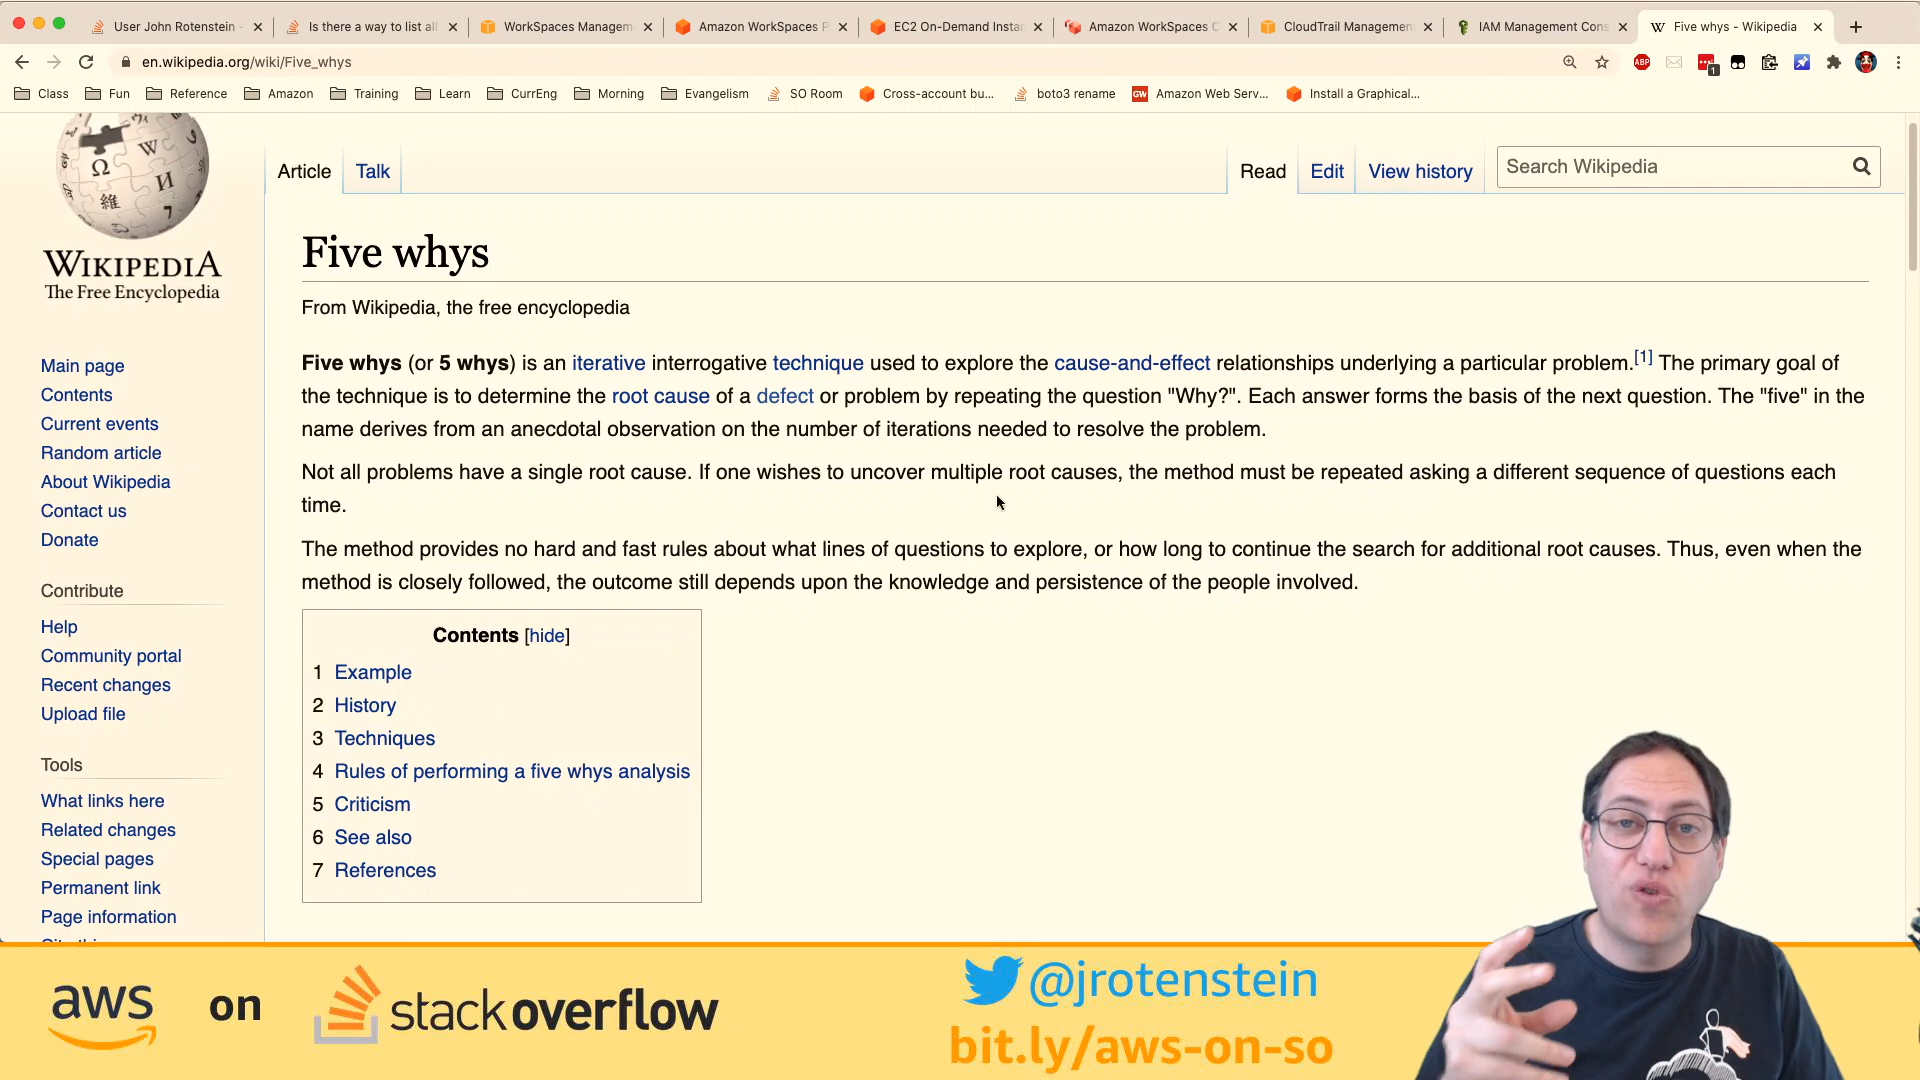 User John Rotenstein -
Is there a way to list all
WorkSpaces Managem
Amazon WorkSpaces P
EC2 On-Demand Instan
Amazon WorkSpaces C
CloudTrail Management
IAM Management Cons
W Five whys - Wikipedia
en.wikipedia.org/wiki/Five_whys
ABP
1
Class
Fun
Reference
Amazon
Training
Learn
CurrEng
Morning
Evangelism
SO Room
Cross-account bu...
boto3 rename
GW Amazon Web Serv...
Install a Graphical...
Ω W И 維 7
WIKIPEDIA
The Free Encyclopedia
Article Talk
Read Edit View history
Search Wikipedia
Main page
Contents
Current events
Random article
About Wikipedia
Contact us
Donate
Contribute
Help
Community portal
Recent changes
Upload file
Tools
What links here
Related changes
Special pages
Permanent link
Page information
Five whys
From Wikipedia, the free encyclopedia
Five whys (or 5 whys) is an iterative interrogative technique used to explore the cause-and-effect relationships underlying a particular problem.[1] The primary goal of
the technique is to determine the root cause of a defect or problem by repeating the question "Why?". Each answer forms the basis of the next question. The "five" in the
name derives from an anecdotal observation on the number of iterations needed to resolve the problem.
Not all problems have a single root cause. If one wishes to uncover multiple root causes, the method must be repeated asking a different sequence of questions each
time.
The method provides no hard and fast rules about what lines of questions to explore, or how long to continue the search for additional root causes. Thus, even when the
method is closely followed, the outcome still depends upon the knowledge and persistence of the people involved.
Contents [hide]
1 Example
2 History
3 Techniques
4 Rules of performing a five whys analysis
5 Criticism
6 See also
7 References
aws on stackoverflow
@jrotenstein
bit.ly/aws-on-so